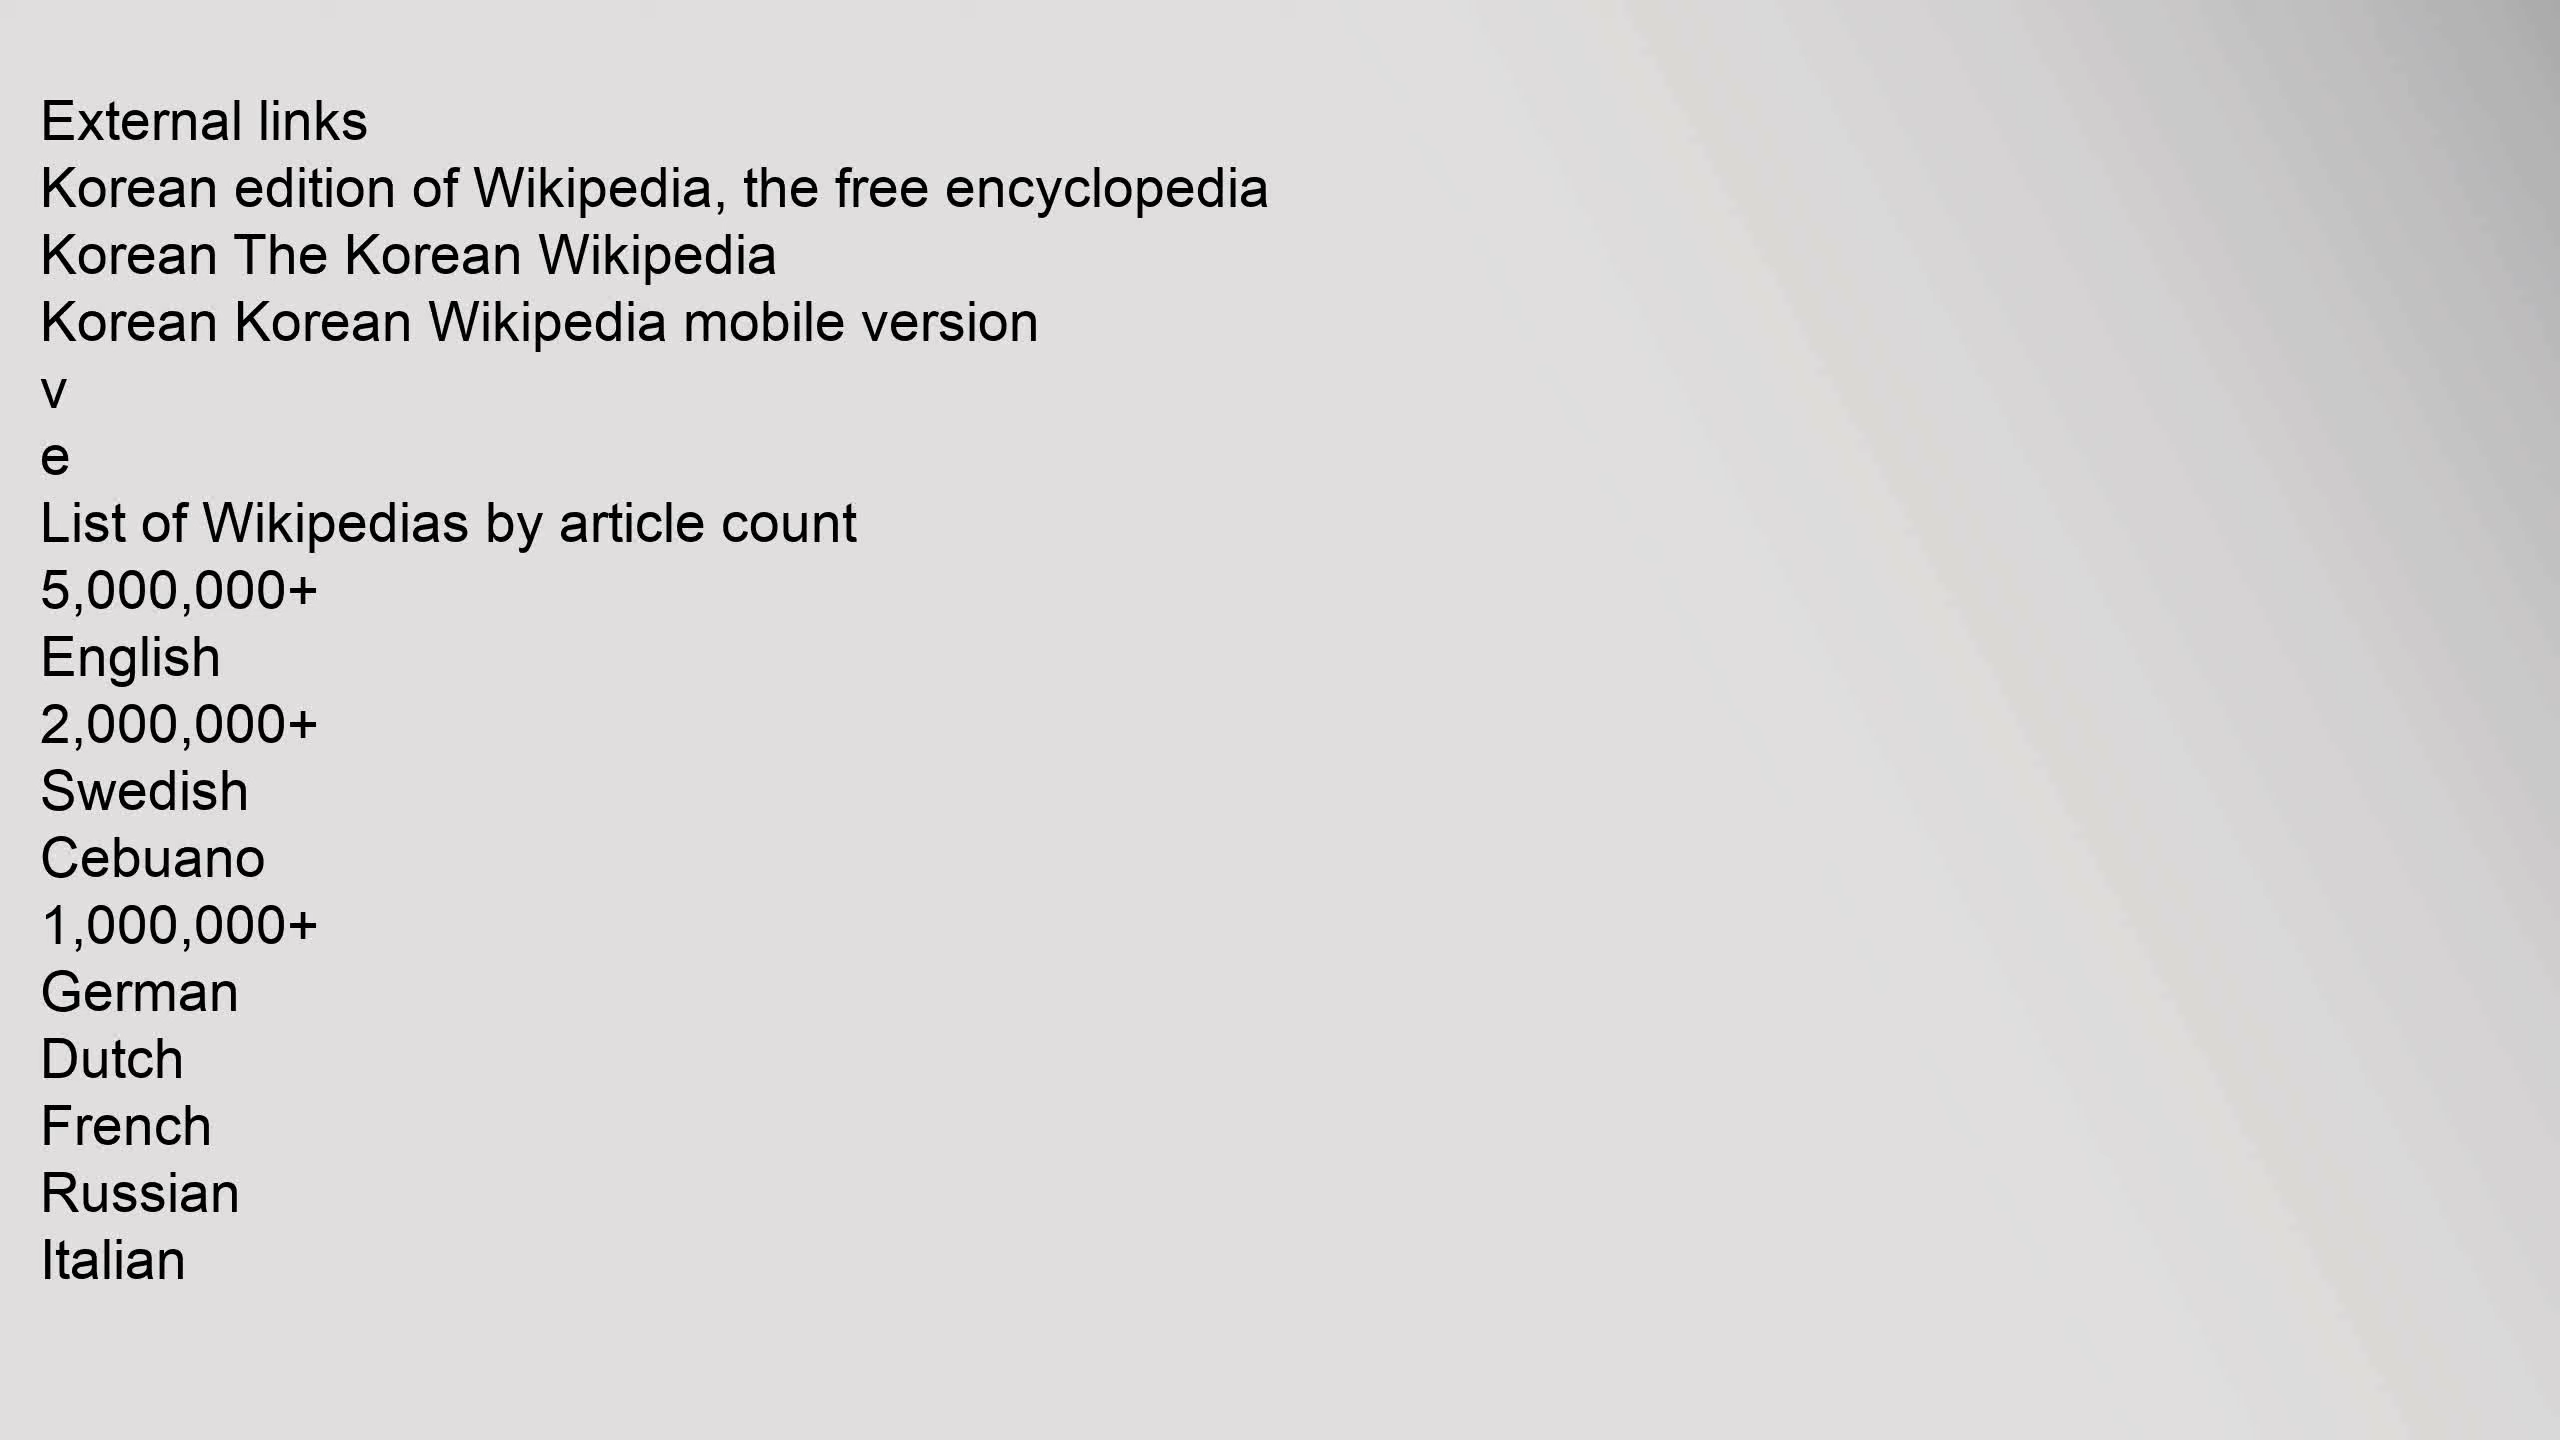 External links
Korean edition of Wikipedia, the free encyclopedia
Korean The Korean Wikipedia
Korean Korean Wikipedia mobile version
v
e
List of Wikipedias by article count
5,000,000+
English
2,000,000+
Swedish
Cebuano
1,000,000+
German
Dutch
French
Russian
Italian